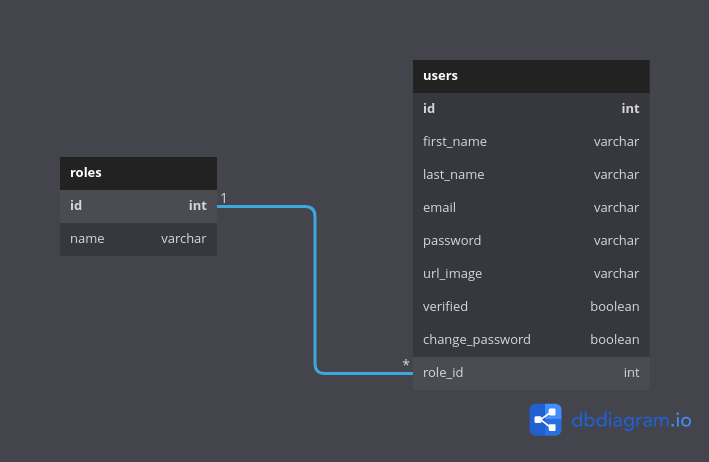 roles
id int
name varchar
1
*
users
id int
first_name varchar
last_name varchar
email varchar
password varchar
url_image varchar
verified boolean
change_password boolean
role_id int
dbdiagram.io